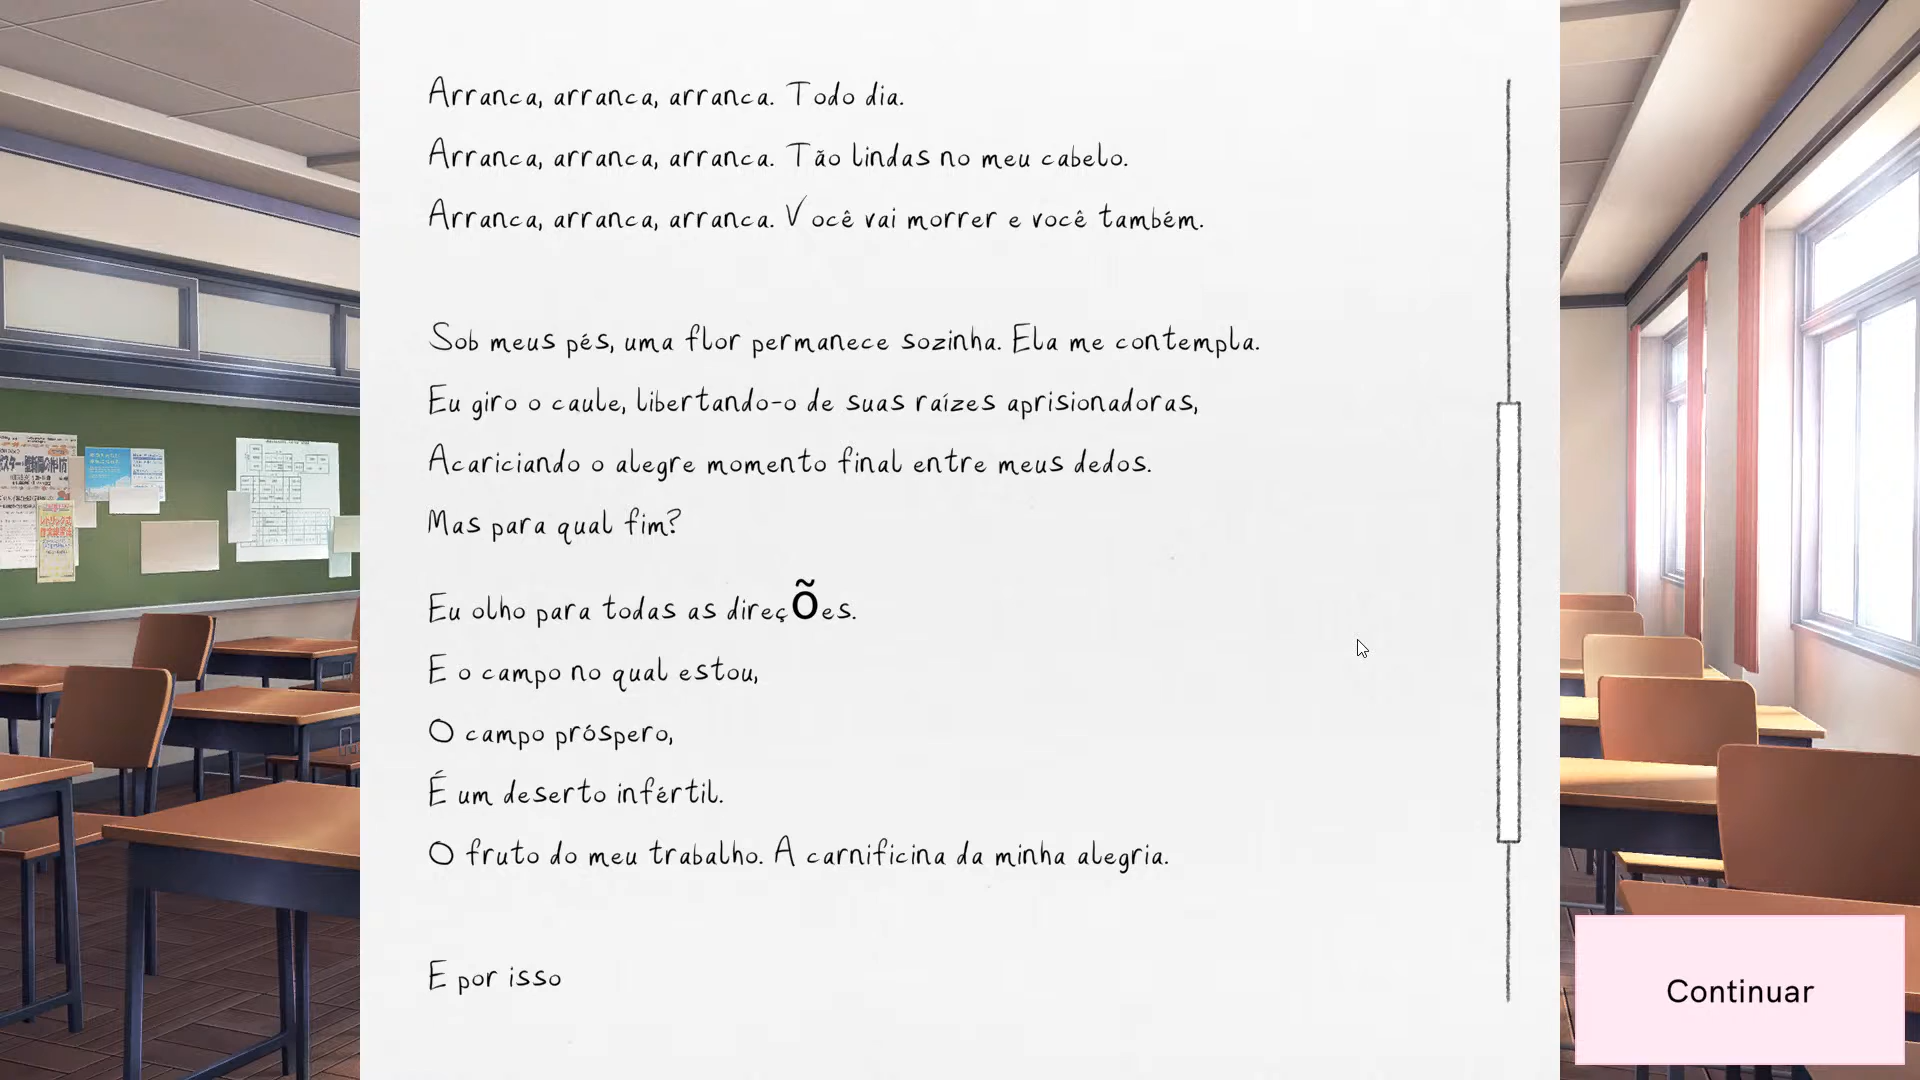 Arranca, arranca, arranca. Todo dia.
Arranca, arranca, arranca. Tão lindas no meu cabelo.
Arranca, arranca, arranca. Você vai morrer e você também.
Sob meus pés, uma flor permanece sozinha. Ela me contempla.
Eu giro o caule, libertando-o de suas raízes aprisionadoras,
Acariciando o alegre momento final entre meus dedos.
Mas para qual fim?
Eu olho para todas as direçÕes.
E o campo no qual estou,
O campo próspero,
É um deserto infértil.
O fruto do meu trabalho. A carnificina da minha alegria.
E por isso
Continuar